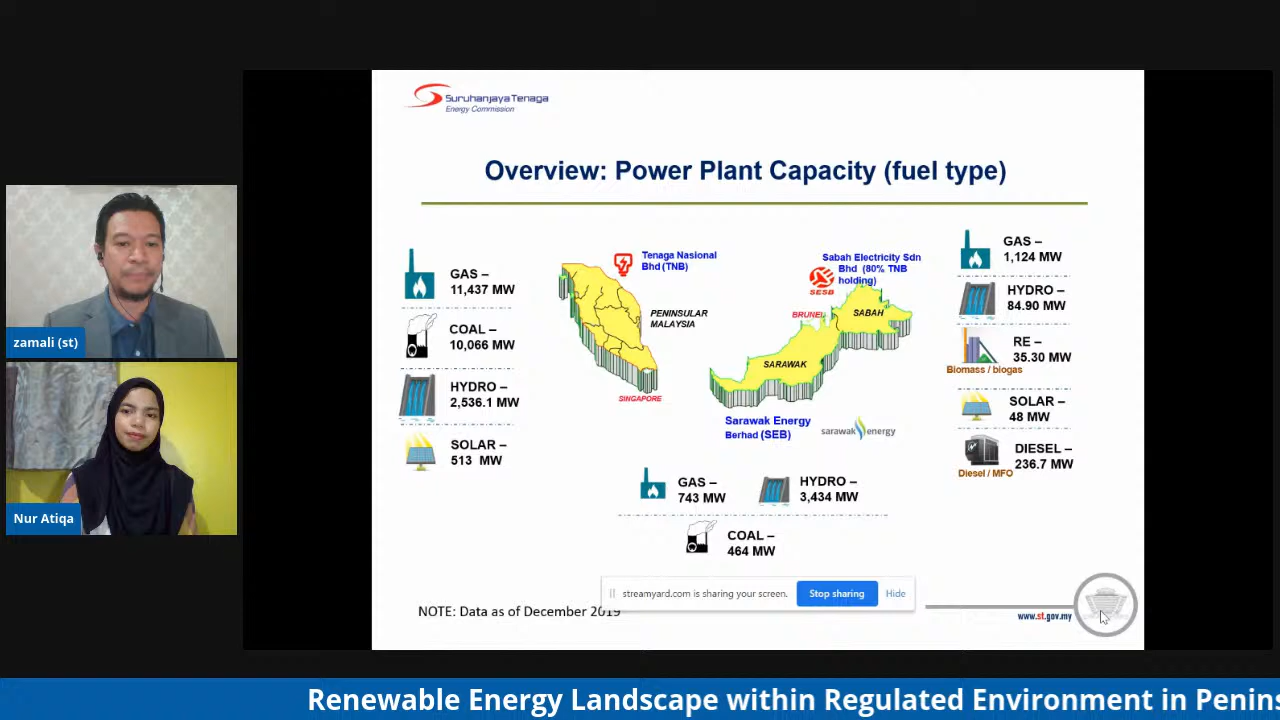 Suruhanjaya Tenaga
Energy Commission
Overview: Power Plant Capacity (fuel type)
GAS –
11,437 MW
COAL –
10,066 MW
HYDRO –
2,536.1 MW
SOLAR –
513 MW
Tenaga Nasional
Bhd (TNB)
PENINSULAR
MALAYSIA
SINGAPORE
Sabah Electricity Sdn
Bhd (80% TNB
holding)
SESB
BRUNEI
SABAH
SARAWAK
Sarawak Energy
Berhad (SEB)
sarawak energy
GAS –
1,124 MW
HYDRO –
84.90 MW
RE –
35.30 MW
Biomass / biogas
SOLAR –
48 MW
DIESEL –
236.7 MW
Diesel / MFO
GAS –
743 MW
HYDRO –
3,434 MW
COAL –
464 MW
streamyard.com is sharing your screen.
Stop sharing
Hide
NOTE: Data as of December 2019
www.st.gov.my
zamali (st)
Nur Atiqa
Renewable Energy Landscape within Regulated Environment in Penins